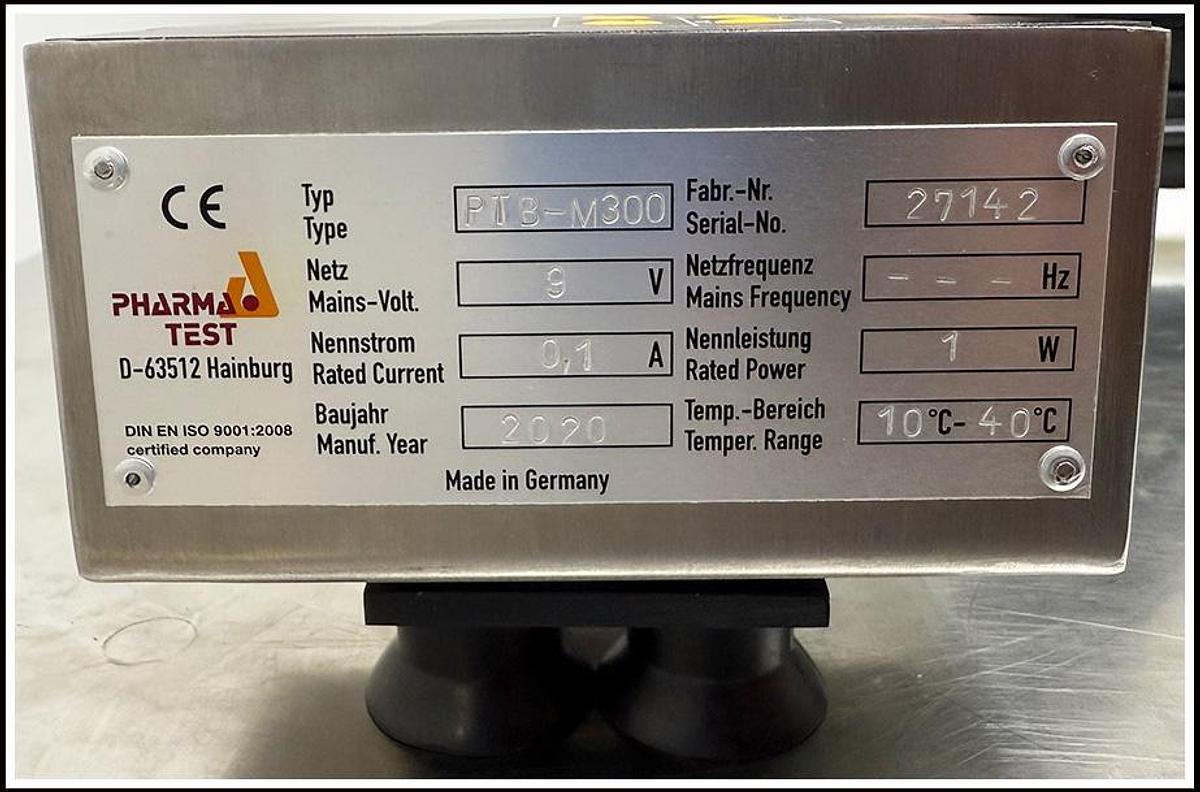 CE
PHARMA
TEST
D-63512 Hainburg
DIN EN ISO 9001:2008
certified company
Typ
Type
PTB-M300
Fabr.-Nr.
Serial-No.
27142
Netz
Mains-Volt.
9 V
Netzfrequenz
Mains Frequency
--- Hz
Nennstrom
Rated Current
0,1 A
Nennleistung
Rated Power
1 W
Baujahr
Manuf. Year
2020
Temp.-Bereich
Temper. Range
10°C- 40°C
Made in Germany